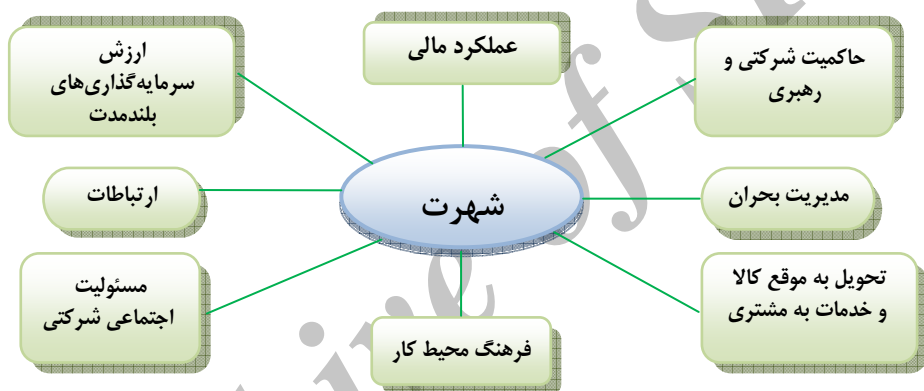 حاکمیت شرکتی و
رهبری
عملکرد مالی
ارزش
سرمایه‌گذاری‌های
بلندمدت
مدیریت بحران
شهرت
ارتباطات
تحویل به موقع کالا
و خدمات به مشتری
فرهنگ محیط کار
مسئولیت
اجتماعی شرکتی